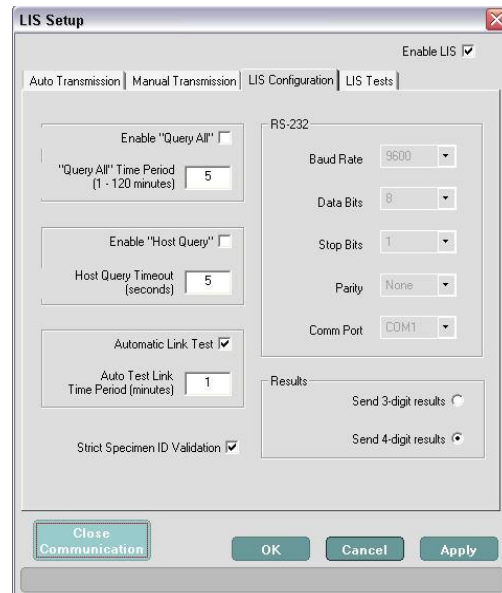 LIS Setup
Enable LIS
Auto Transmission
Manual Transmission
LIS Configuration
LIS Tests
Enable "Query All"
"Query All" Time Period
(1 - 120 minutes)
5
Enable "Host Query"
Host Query Timeout
(seconds)
5
Automatic Link Test
Auto Test Link
Time Period (minutes)
1
Strict Specimen ID Validation
RS-232
Baud Rate
9600
Data Bits
8
Stop Bits
1
Parity
None
Comm Port
COM1
Results
Send 3-digit results
Send 4-digit results
Close
Communication
OK
Cancel
Apply